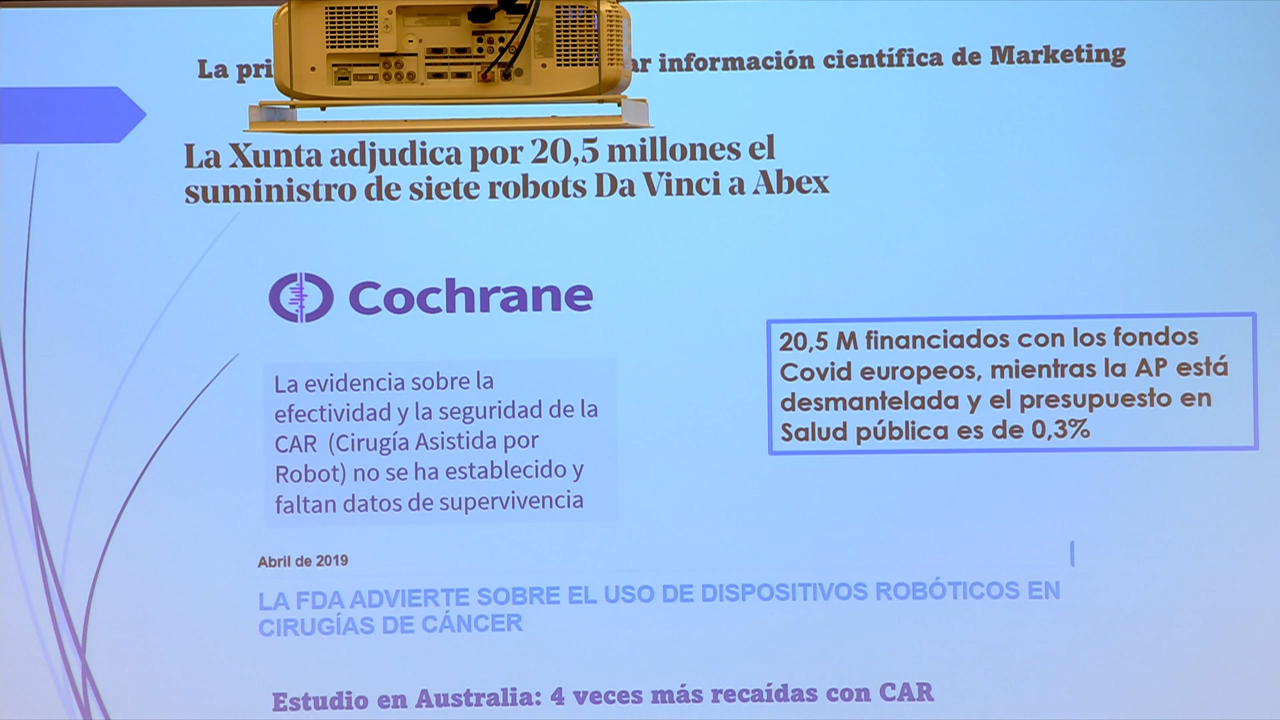 La pri ar información científica de Marketing
La Xunta adjudica por 20,5 millones el
suministro de siete robots Da Vinci a Abex
Cochrane
La evidencia sobre la
efectividad y la seguridad de la
CAR (Cirugía Asistida por
Robot) no se ha establecido y
faltan datos de supervivencia
20,5 M financiados con los fondos
Covid europeos, mientras la AP está
desmantelada y el presupuesto en
Salud pública es de 0,3%
Abril de 2019
LA FDA ADVIERTE SOBRE EL USO DE DISPOSITIVOS ROBÓTICOS EN
CIRUGÍAS DE CÁNCER
Estudio en Australia: 4 veces más recaídas con CAR